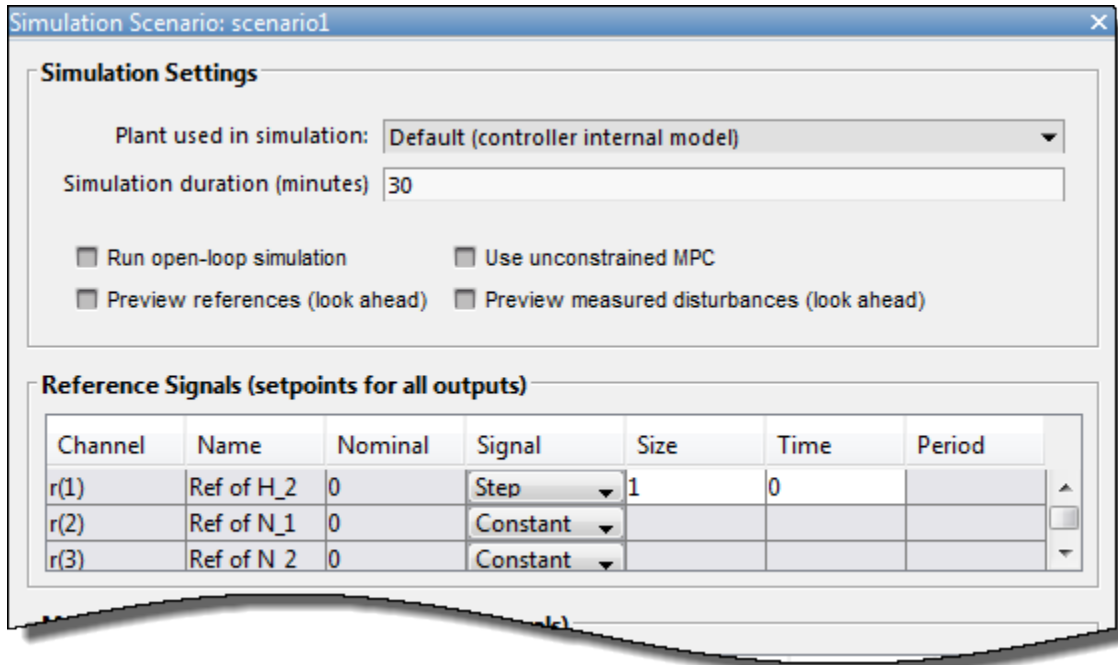 Simulation Scenario: scenario1
Simulation Settings
Plant used in simulation: Default (controller internal model)
Simulation duration (minutes) 30
Run open-loop simulation Use unconstrained MPC
Preview references (look ahead) Preview measured disturbances (look ahead)
Reference Signals (setpoints for all outputs)
Channel Name Nominal Signal Size Time Period
r(1) Ref of H_2 0 Step 1 0
r(2) Ref of N_1 0 Constant
r(3) Ref of N_2 0 Constant